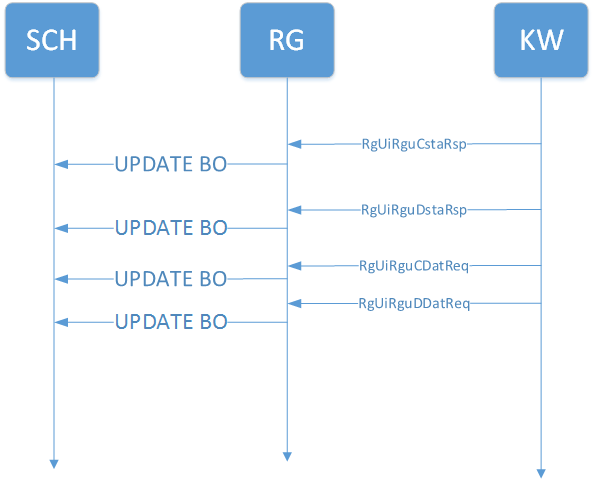 SCH
RG
KW
RgUiRguCstaRsp
UPDATE BO
RgUiRguDstaRsp
UPDATE BO
RgUiRguCDatReq
UPDATE BO
RgUiRguDDatReq
UPDATE BO